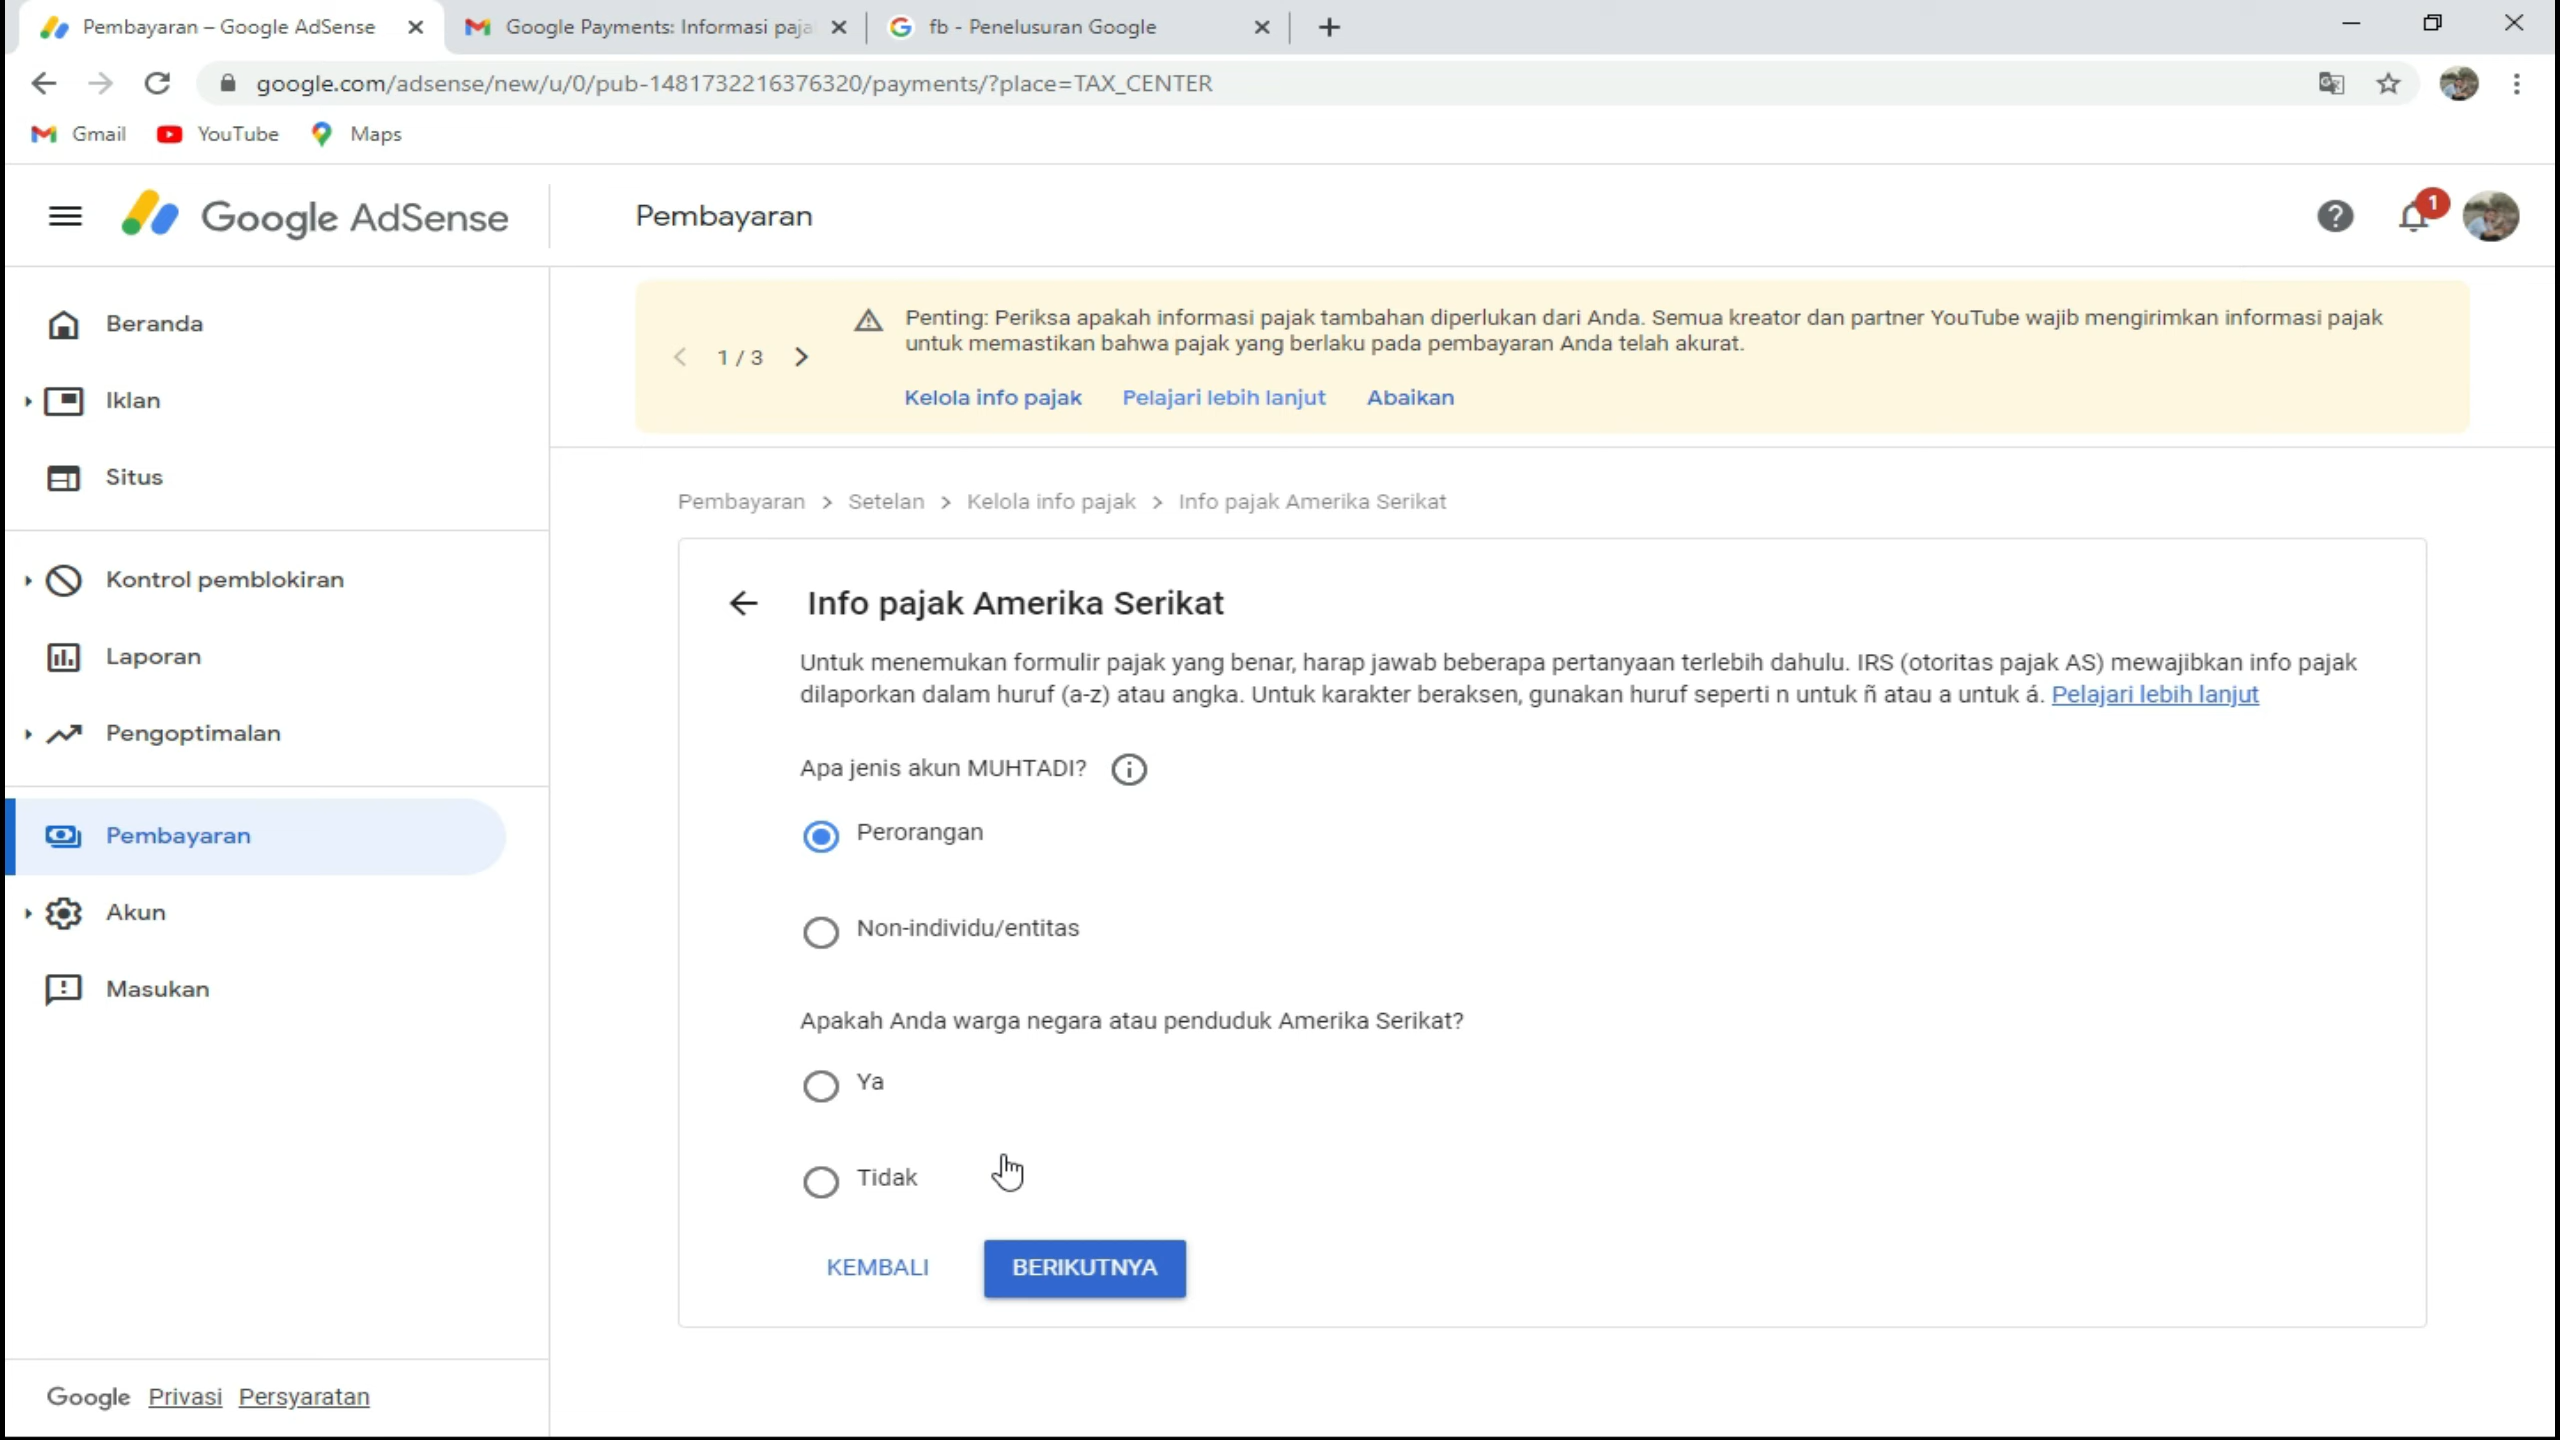 Pembayaran – Google AdSense
Google Payments: Informasi paja
fb - Penelusuran Google
google.com/adsense/new/u/0/pub-1481732216376320/payments/?place=TAX_CENTER
Gmail
YouTube
Maps
Google AdSense
Pembayaran
1
Beranda
Iklan
Situs
Kontrol pemblokiran
Laporan
Pengoptimalan
Pembayaran
Akun
Masukan
Google Privasi Persyaratan
1 / 3
Penting: Periksa apakah informasi pajak tambahan diperlukan dari Anda. Semua kreator dan partner YouTube wajib mengirimkan informasi pajak
untuk memastikan bahwa pajak yang berlaku pada pembayaran Anda telah akurat.
Kelola info pajak Pelajari lebih lanjut Abaikan
Pembayaran > Setelan > Kelola info pajak > Info pajak Amerika Serikat
Info pajak Amerika Serikat
Untuk menemukan formulir pajak yang benar, harap jawab beberapa pertanyaan terlebih dahulu. IRS (otoritas pajak AS) mewajibkan info pajak
dilaporkan dalam huruf (a-z) atau angka. Untuk karakter beraksen, gunakan huruf seperti n untuk ñ atau a untuk á. Pelajari lebih lanjut
Apa jenis akun MUHTADI?
Perorangan
Non-individu/entitas
Apakah Anda warga negara atau penduduk Amerika Serikat?
Ya
Tidak
KEMBALI
BERIKUTNYA